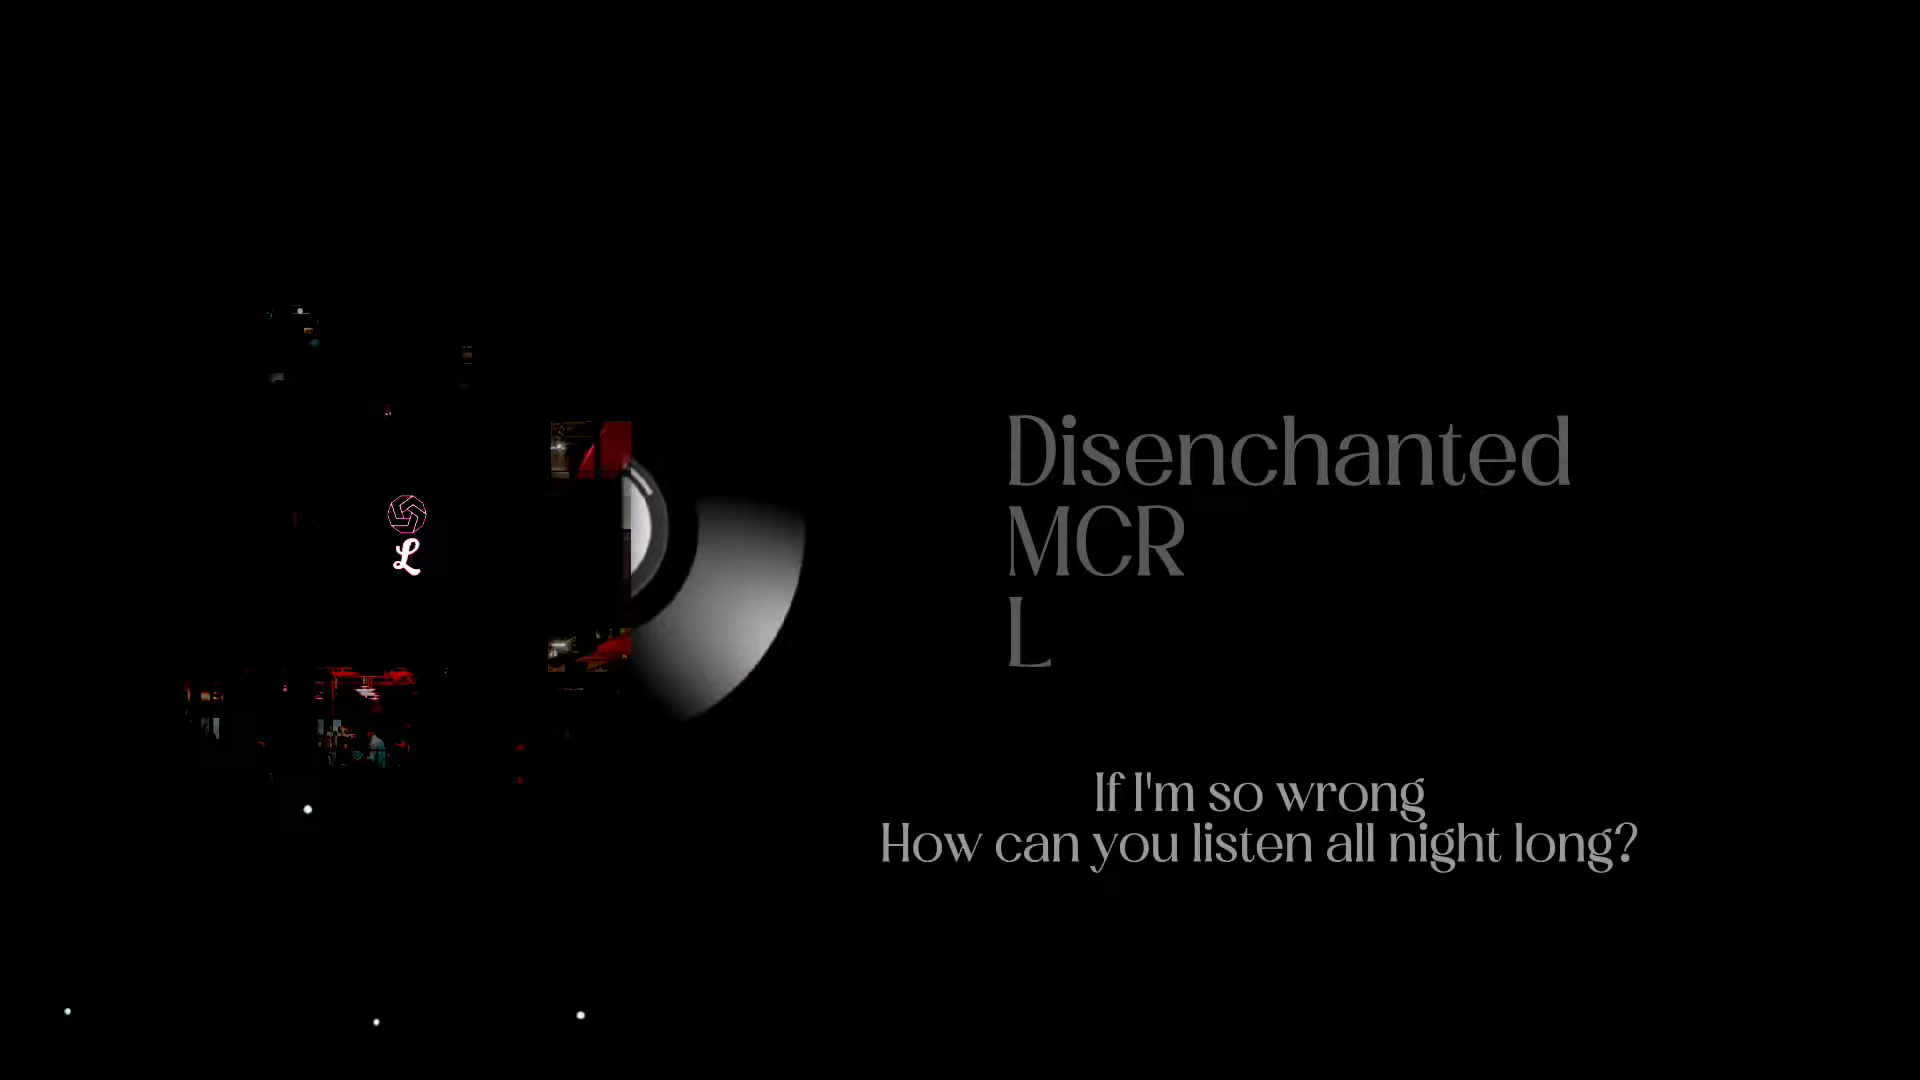 L
Disenchanted
MCR
L
If I'm so wrong
How can you listen all night long?